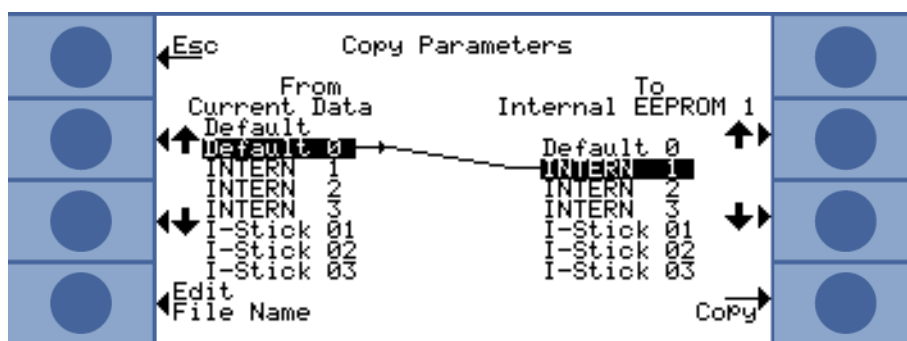 Esc Copy Parameters
From To
Current Data Internal EEPROM 1
Default
Default 0 Default 0
INTERN 1 INTERN 1
INTERN 2 INTERN 2
INTERN 3 INTERN 3
I-Stick 01 I-Stick 01
I-Stick 02 I-Stick 02
I-Stick 03 I-Stick 03
Edit
File Name Copy